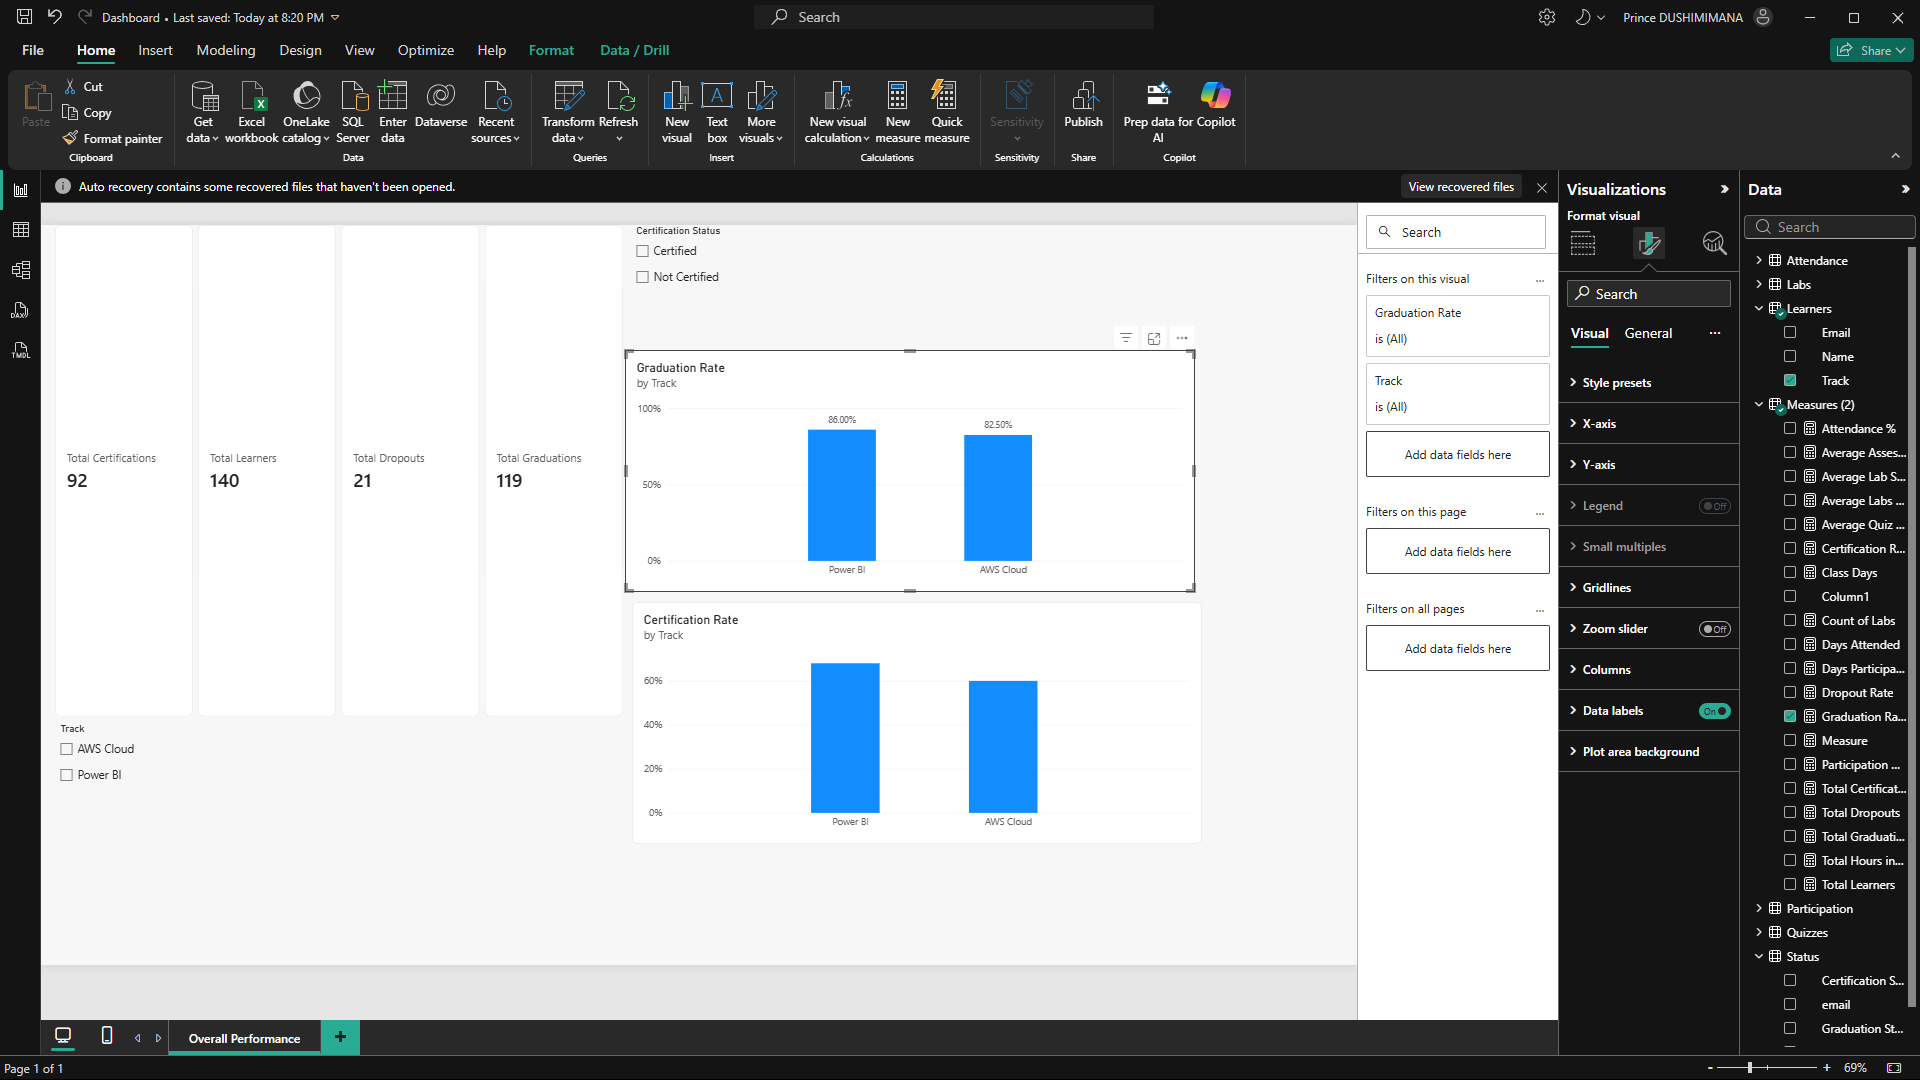 Dashboard • Last saved: Today at 8:20 PM
Search
Prince DUSHIMIMANA
File
Home
Insert
Modeling
Design
View
Optimize
Help
Format
Data / Drill
Share
Paste
Cut
Copy
Format painter
Clipboard
Get data
Excel workbook
OneLake catalog
SQL Server
Enter data
Dataverse
Recent sources
Data
Transform data
Refresh
Queries
New visual
Text box
More visuals
Insert
New visual calculation
New measure
Quick measure
Calculations
Sensitivity
Sensitivity
Publish
Share
Prep data for AI
Copilot
Copilot
Auto recovery contains some recovered files that haven't been opened.
View recovered files
DAX
TMDL
Total Certifications
92
Total Learners
140
Total Dropouts
21
Total Graduations
119
Track
AWS Cloud
Power BI
Certification Status
Certified
Not Certified
Graduation Rate
by Track
100%
50%
0%
86.00%
82.50%
Power BI
AWS Cloud
Certification Rate
by Track
60%
40%
20%
0%
Power BI
AWS Cloud
Search
Filters on this visual
...
Graduation Rate
is (All)
Track
is (All)
Add data fields here
Filters on this page
...
Add data fields here
Filters on all pages
...
Add data fields here
Visualizations
Format visual
Search
Visual
General
...
Style presets
X-axis
Y-axis
Legend
Off
Small multiples
Gridlines
Zoom slider
Off
Columns
Data labels
On
Plot area background
Data
Search
Attendance
Labs
Learners
Email
Name
Track
Measures (2)
Attendance %
Average Asses...
Average Lab S...
Average Labs ...
Average Quiz ...
Certification R...
Class Days
Column1
Count of Labs
Days Attended
Days Participa...
Dropout Rate
Graduation Ra...
Measure
Participation ...
Total Certificat...
Total Dropouts
Total Graduati...
Total Hours in...
Total Learners
Participation
Quizzes
Status
Certification S...
email
Graduation St...
Overall Performance
+
Page 1 of 1
- + 69%